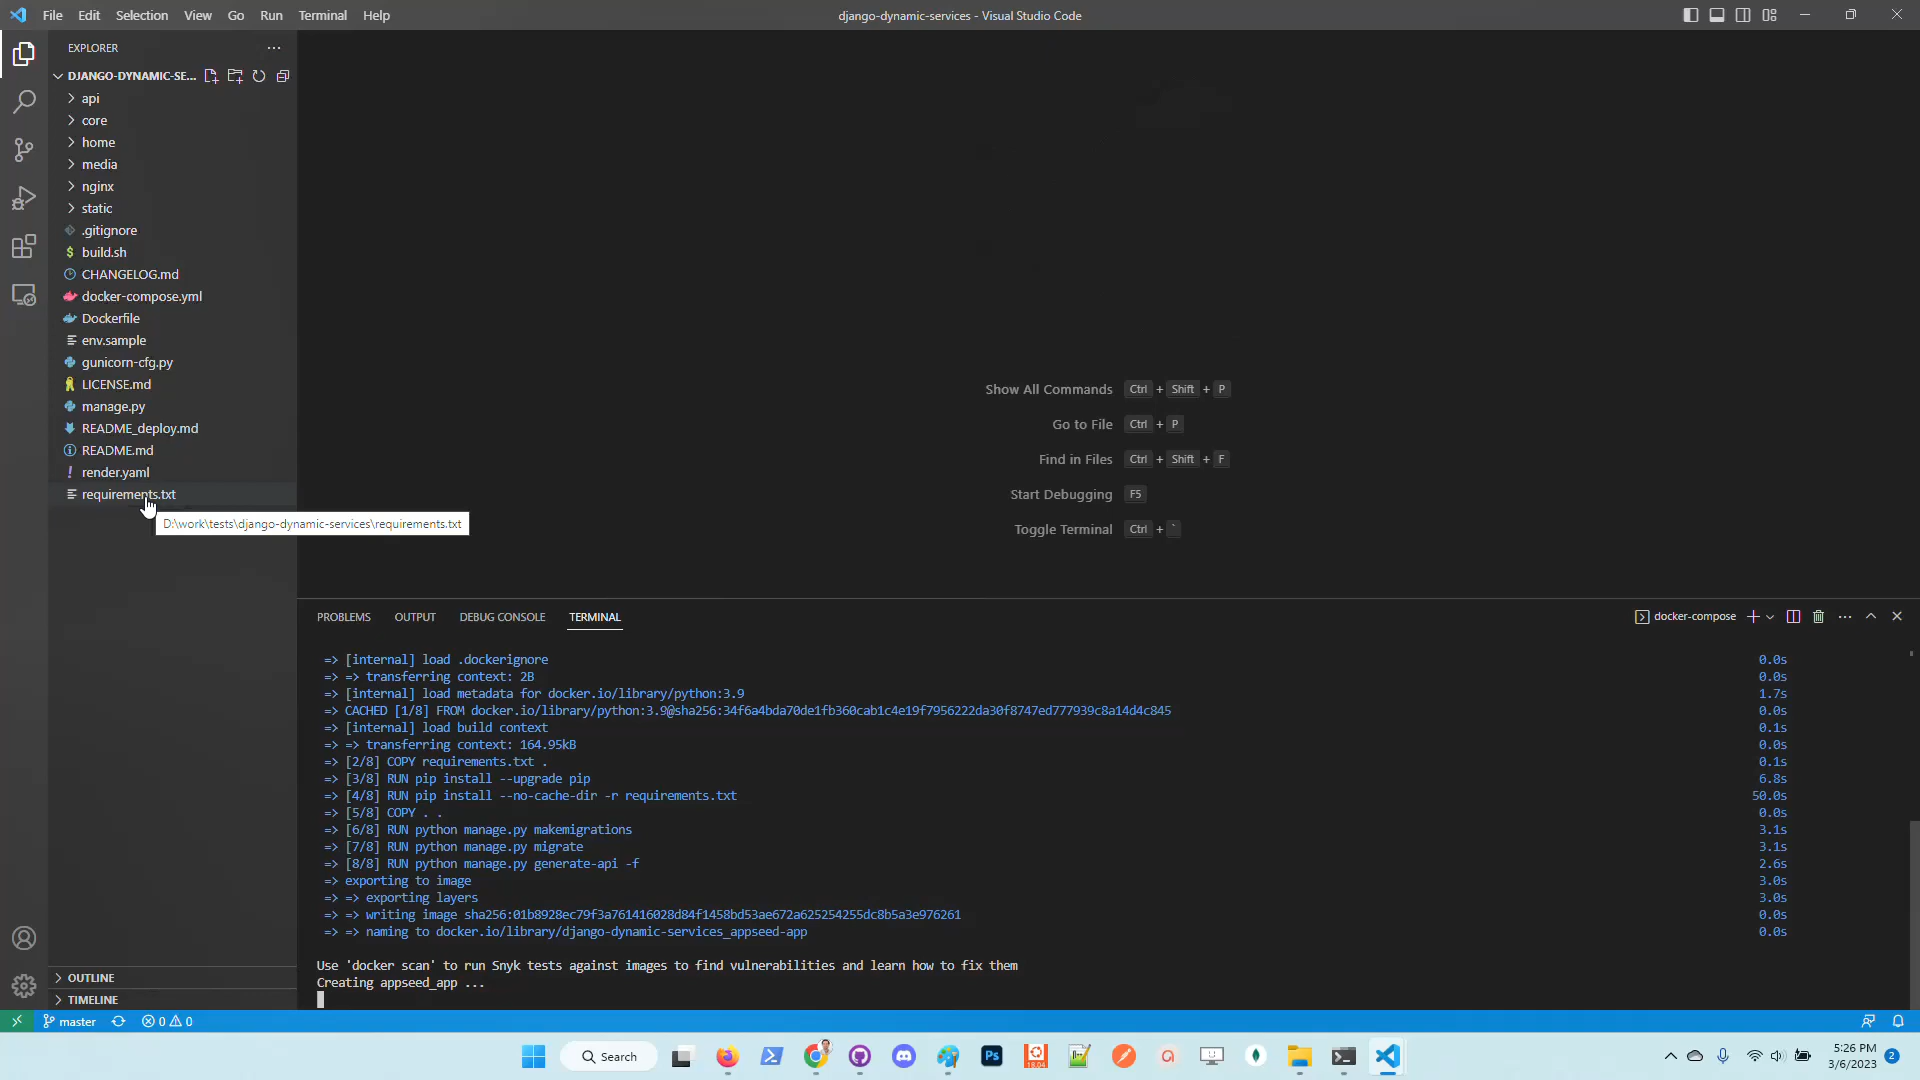 File Edit Selection View Go Run Terminal Help
django-dynamic-services - Visual Studio Code
EXPLORER
DJANGO-DYNAMIC-SE...
api
core
home
media
nginx
static
.gitignore
$ build.sh
CHANGELOG.md
docker-compose.yml
Dockerfile
env.sample
gunicorn-cfg.py
LICENSE.md
manage.py
README_deploy.md
README.md
! render.yaml
requirements.txt
D:\work\tests\django-dynamic-services\requirements.txt
Show All Commands Ctrl + Shift + P
Go to File Ctrl + P
Find in Files Ctrl + Shift + F
Start Debugging F5
Toggle Terminal Ctrl + `
PROBLEMS OUTPUT DEBUG CONSOLE TERMINAL
docker-compose
=> [internal] load .dockerignore 0.0s
=> => transferring context: 2B 0.0s
=> [internal] load metadata for docker.io/library/python:3.9 1.7s
=> CACHED [1/8] FROM docker.io/library/python:3.9@sha256:34f6a4bda70de1fb360cab1c4e19f7956222da30f8747ed777939c8a14d4c845 0.0s
=> [internal] load build context 0.1s
=> => transferring context: 164.95kB 0.0s
=> [2/8] COPY requirements.txt . 0.1s
=> [3/8] RUN pip install --upgrade pip 6.8s
=> [4/8] RUN pip install --no-cache-dir -r requirements.txt 50.0s
=> [5/8] COPY . . 0.0s
=> [6/8] RUN python manage.py makemigrations 3.1s
=> [7/8] RUN python manage.py migrate 3.1s
=> [8/8] RUN python manage.py generate-api -f 2.6s
=> exporting to image 3.0s
=> => exporting layers 3.0s
=> => writing image sha256:01b8928ec79f3a761416028d84f1458bd53ae672a625254255dc8b5a3e976261 0.0s
=> => naming to docker.io/library/django-dynamic-services_appseed-app 0.0s
Use 'docker scan' to run Snyk tests against images to find vulnerabilities and learn how to fix them
Creating appseed_app ...
OUTLINE
TIMELINE
master 0 0
Search
Ps
18.04
5:26 PM
3/6/2023
2